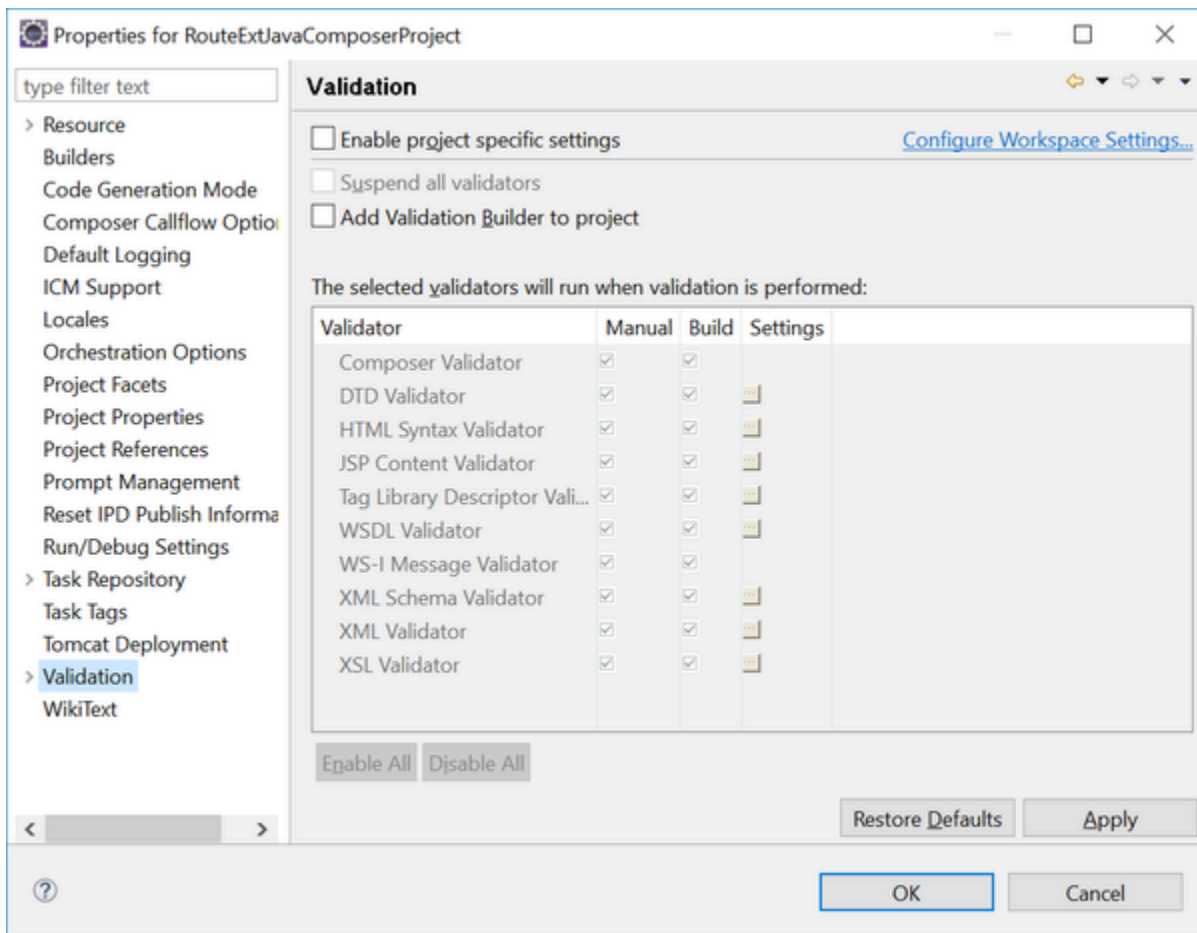 Properties for RouteExtJavaComposerProject
type filter text
Resource
Builders
Code Generation Mode
Composer Callflow Optio
Default Logging
ICM Support
Locales
Orchestration Options
Project Facets
Project Properties
Project References
Prompt Management
Reset IPD Publish Informa
Run/Debug Settings
Task Repository
Task Tags
Tomcat Deployment
Validation
WikiText
Validation
Enable project specific settings
Configure Workspace Settings...
Suspend all validators
Add Validation Builder to project
The selected validators will run when validation is performed:
Validator Manual Build Settings
Composer Validator
DTD Validator
HTML Syntax Validator
JSP Content Validator
Tag Library Descriptor Vali...
WSDL Validator
WS-I Message Validator
XML Schema Validator
XML Validator
XSL Validator
Enable All Disable All
Restore Defaults Apply
OK Cancel